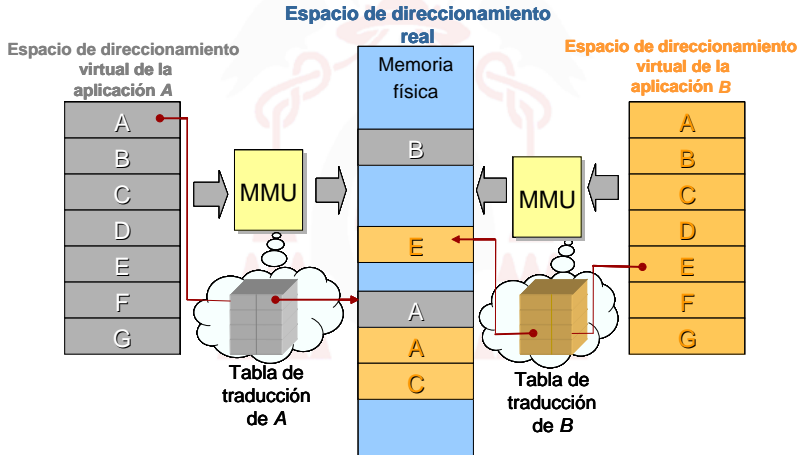 Espacio de direccionamiento
real
Espacio de direccionamiento
virtual de la
aplicación A
Espacio de direccionamiento
virtual de la
aplicación B
Memoria
física
A
B
C
D
E
F
G
MMU
B
E
A
A
C
MMU
A
B
C
D
E
F
G
Tabla de
traducción
de A
Tabla de
traducción
de B